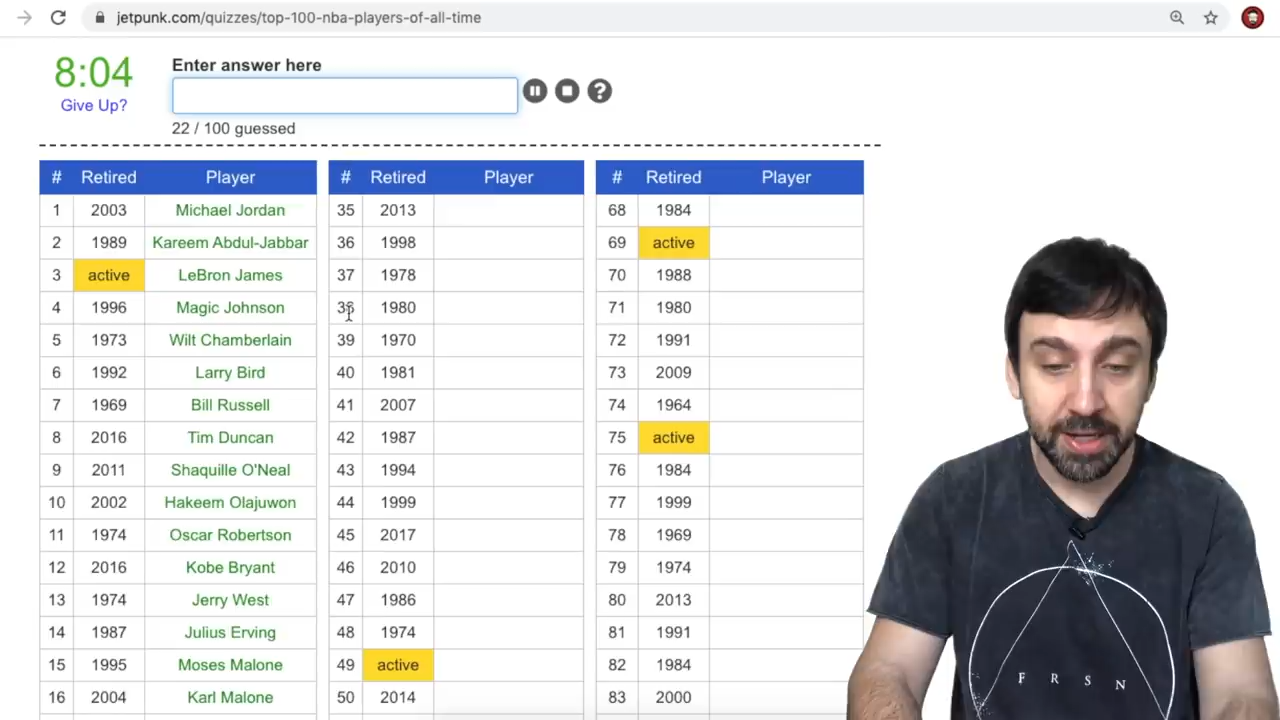 jetpunk.com/quizzes/top-100-nba-players-of-all-time
8:04
Give Up?
Enter answer here
22 / 100 guessed
# Retired Player
1 2003 Michael Jordan
2 1989 Kareem Abdul-Jabbar
3 active LeBron James
4 1996 Magic Johnson
5 1973 Wilt Chamberlain
6 1992 Larry Bird
7 1969 Bill Russell
8 2016 Tim Duncan
9 2011 Shaquille O'Neal
10 2002 Hakeem Olajuwon
11 1974 Oscar Robertson
12 2016 Kobe Bryant
13 1974 Jerry West
14 1987 Julius Erving
15 1995 Moses Malone
16 2004 Karl Malone
# Retired Player
35 2013
36 1998
37 1978
38 1980
39 1970
40 1981
41 2007
42 1987
43 1994
44 1999
45 2017
46 2010
47 1986
48 1974
49 active
50 2014
# Retired Player
68 1984
69 active
70 1988
71 1980
72 1991
73 2009
74 1964
75 active
76 1984
77 1999
78 1969
79 1974
80 2013
81 1991
82 1984
83 2000
F R S N